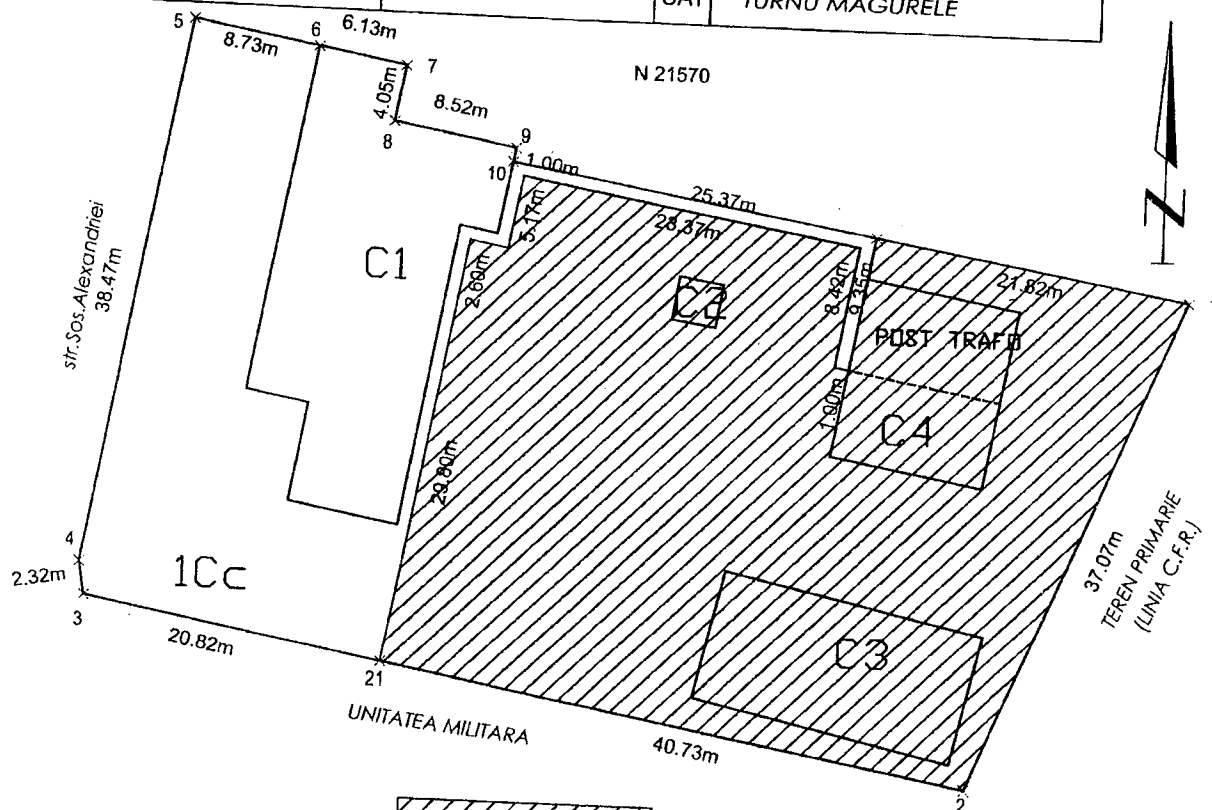 UAT TURNU MAGURELE
5
8.73m
6
6.13m
7
N 21570
4.05m
8.52m
8
9
10
1.00m
25.37m
23.37m
5.17m
C1
2.60m
C2
8.42m
9.35m
21.82m
POST TRAFO
1.00m
C4
str.Sos.Alexandriei
38.47m
N
29.80m
4
2.32m
3
1Cc
20.82m
21
C3
37.07m
TEREN PRIMARIE
(LINIA C.F.R.)
UNITATEA MILITARA
40.73m
2